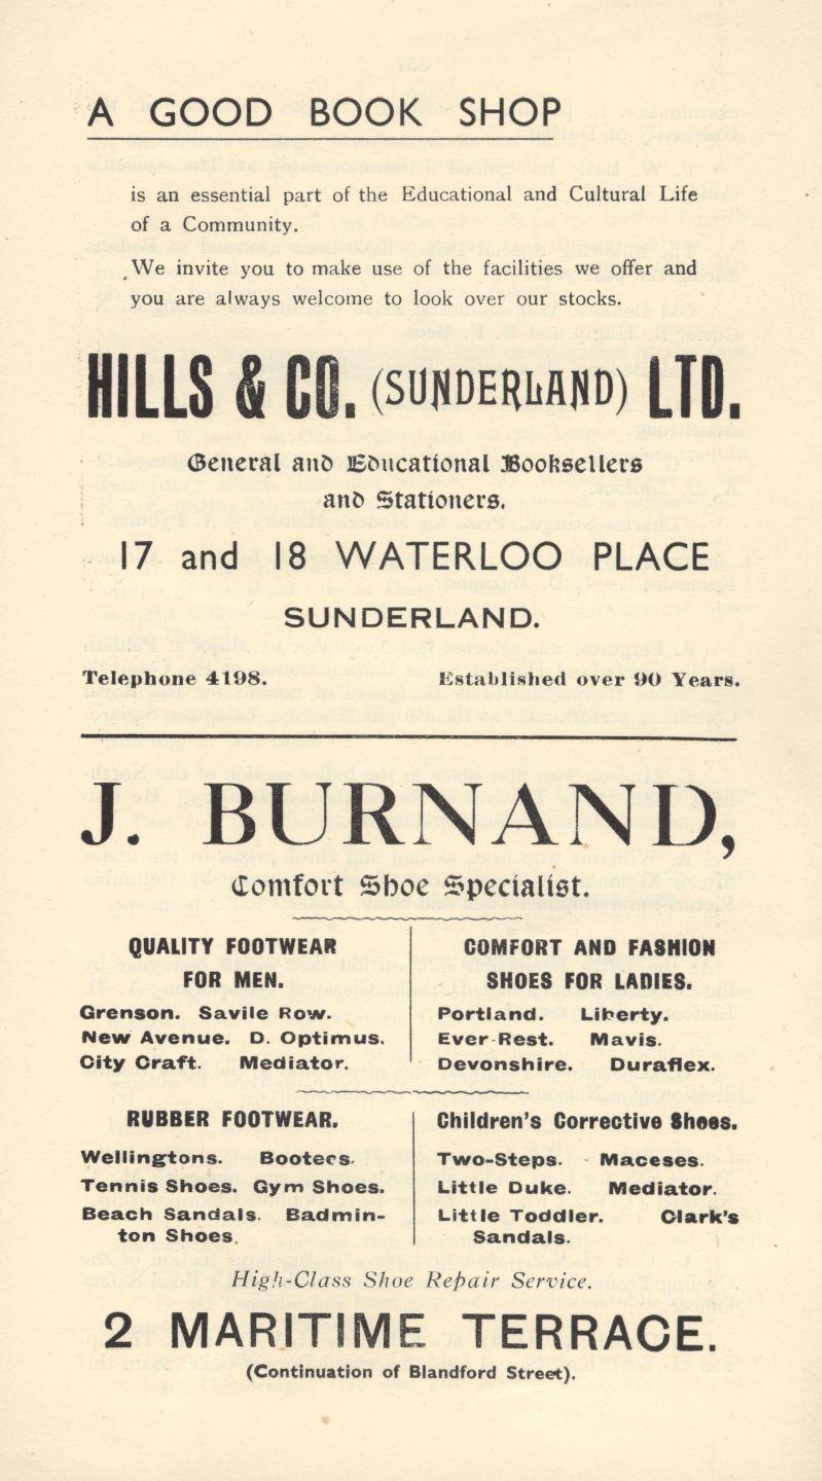 A GOOD BOOK SHOP
is an essential part of the Educational and Cultural Life
of a Community.
We invite you to make use of the facilities we offer and
you are always welcome to look over our stocks.
HILLS & CO. (SUNDERLAND) LTD.
General and Educational Booksellers
and Stationers.
17 and 18 WATERLOO PLACE
SUNDERLAND.
Telephone 4198. Established over 90 Years.
J. BURNAND,
Comfort Shoe Specialist.
QUALITY FOOTWEAR
FOR MEN.
Grenson. Savile Row.
New Avenue. D. Optimus.
City Craft. Mediator.
COMFORT AND FASHION
SHOES FOR LADIES.
Portland. Liberty.
Ever-Rest. Mavis.
Devonshire. Duraflex.
RUBBER FOOTWEAR.
Wellingtons. Bootees.
Tennis Shoes. Gym Shoes.
Beach Sandals. Badmin-
ton Shoes.
Children's Corrective Shoes.
Two-Steps. Maceses.
Little Duke. Mediator.
Little Toddler. Clark's
Sandals.
High-Class Shoe Repair Service.
2 MARITIME TERRACE.
(Continuation of Blandford Street).